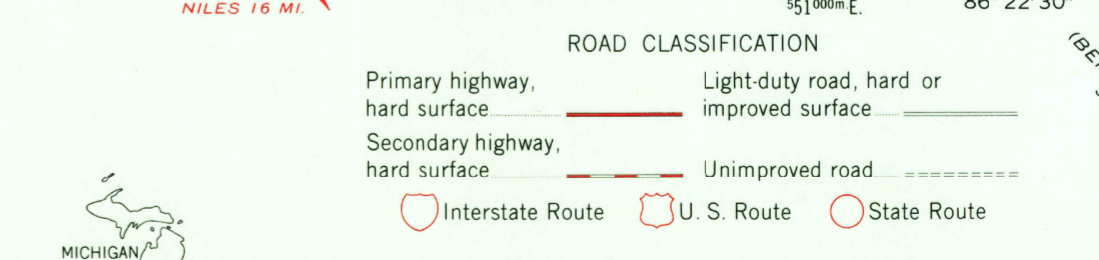 NILES 16 MI.
551000m.E.
86° 22'30"
(BE
ROAD CLASSIFICATION
Primary highway,
hard surface
Light-duty road, hard or
improved surface
Secondary highway,
hard surface
Unimproved road
Interstate Route
U. S. Route
State Route
MICHIGAN